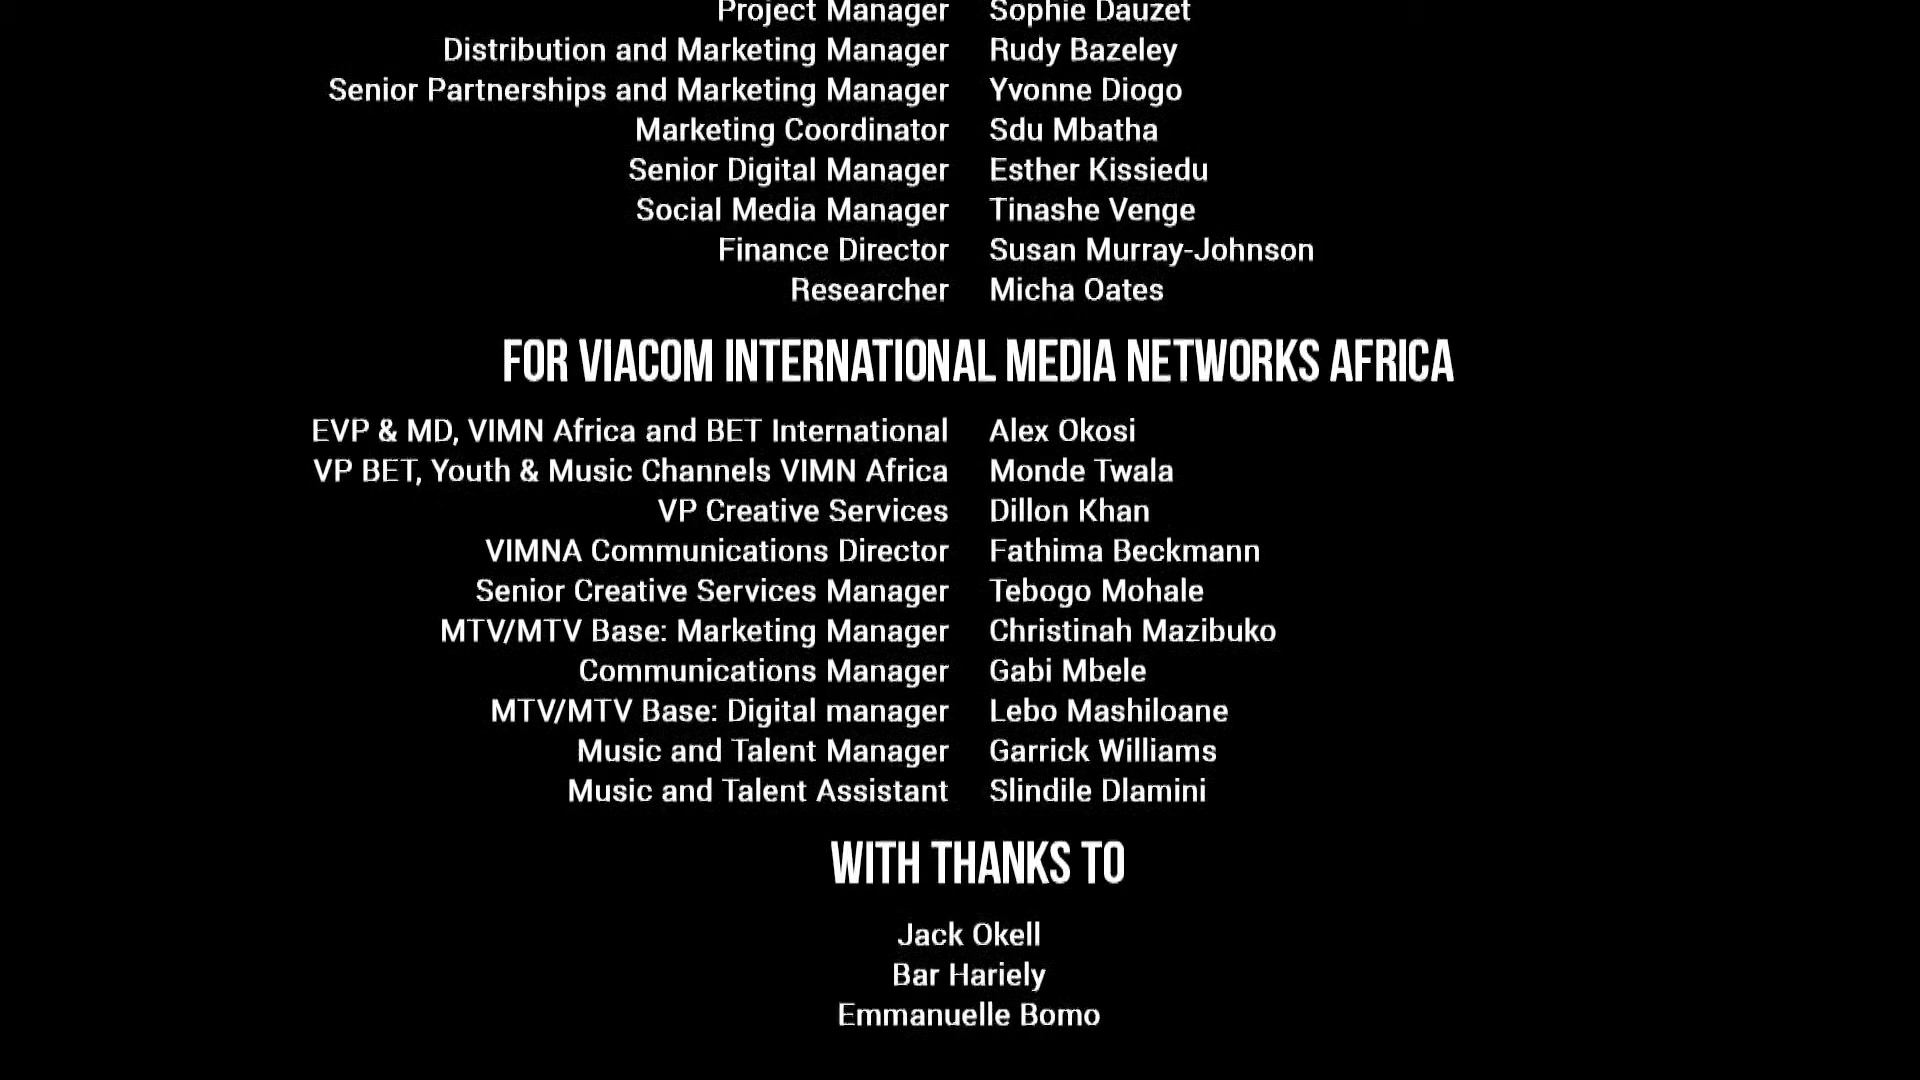 Project Manager Sophie Dauzet
Distribution and Marketing Manager Rudy Bazeley
Senior Partnerships and Marketing Manager Yvonne Diogo
Marketing Coordinator Sdu Mbatha
Senior Digital Manager Esther Kissiedu
Social Media Manager Tinashe Venge
Finance Director Susan Murray-Johnson
Researcher Micha Oates
FOR VIACOM INTERNATIONAL MEDIA NETWORKS AFRICA
EVP & MD, VIMN Africa and BET International Alex Okosi
VP BET, Youth & Music Channels VIMN Africa Monde Twala
VP Creative Services Dillon Khan
VIMNA Communications Director Fathima Beckmann
Senior Creative Services Manager Tebogo Mohale
MTV/MTV Base: Marketing Manager Christinah Mazibuko
Communications Manager Gabi Mbele
MTV/MTV Base: Digital manager Lebo Mashiloane
Music and Talent Manager Garrick Williams
Music and Talent Assistant Slindile Dlamini
WITH THANKS TO
Jack Okell
Bar Hariely
Emmanuelle Bomo